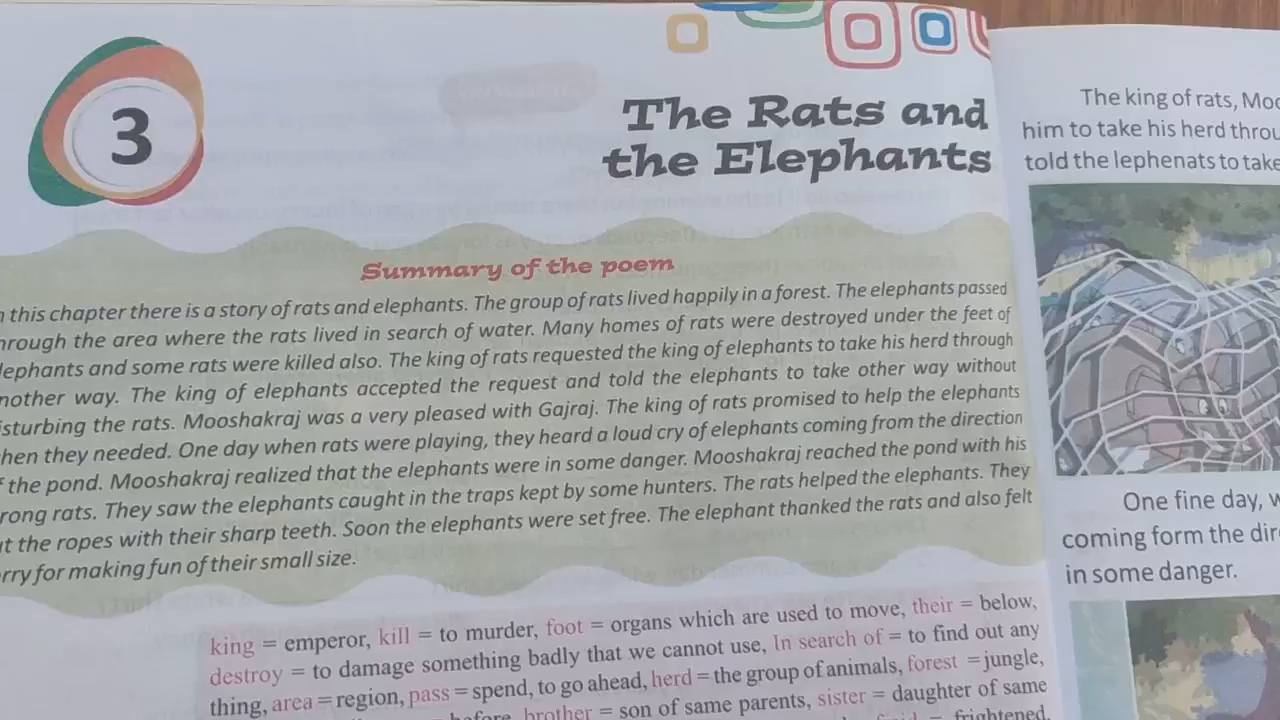 3
The Rats and
the Elephants
Summary of the poem
this chapter there is a story of rats and elephants. The group of rats lived happily in a forest. The elephants passed
hrough the area where the rats lived in search of water. Many homes of rats were destroyed under the feet of
lephants and some rats were killed also. The king of rats requested the king of elephants to take his herd through
nother way. The king of elephants accepted the request and told the elephants to take other way without
isturbing the rats. Mooshakraj was a very pleased with Gajraj. The king of rats promised to help the elephants
hen they needed. One day when rats were playing, they heard a loud cry of elephants coming from the direction
the pond. Mooshakraj realized that the elephants were in some danger. Mooshakraj reached the pond with his
rong rats. They saw the elephants caught in the traps kept by some hunters. The rats helped the elephants. They
t the ropes with their sharp teeth. Soon the elephants were set free. The elephant thanked the rats and also felt
rry for making fun of their small size.
king = emperor, kill = to murder, foot = organs which are used to move, their = below,
destroy = to damage something badly that we cannot use, In search of = to find out any
thing, area = region, pass = spend, to go ahead, herd = the group of animals, forest = jungle,
before, brother = son of same parents, sister = daughter of same
= frightened,
The king of rats, Moo
him to take his herd throu
told the lephenats to take
One fine day, w
coming form the dire
in some danger.